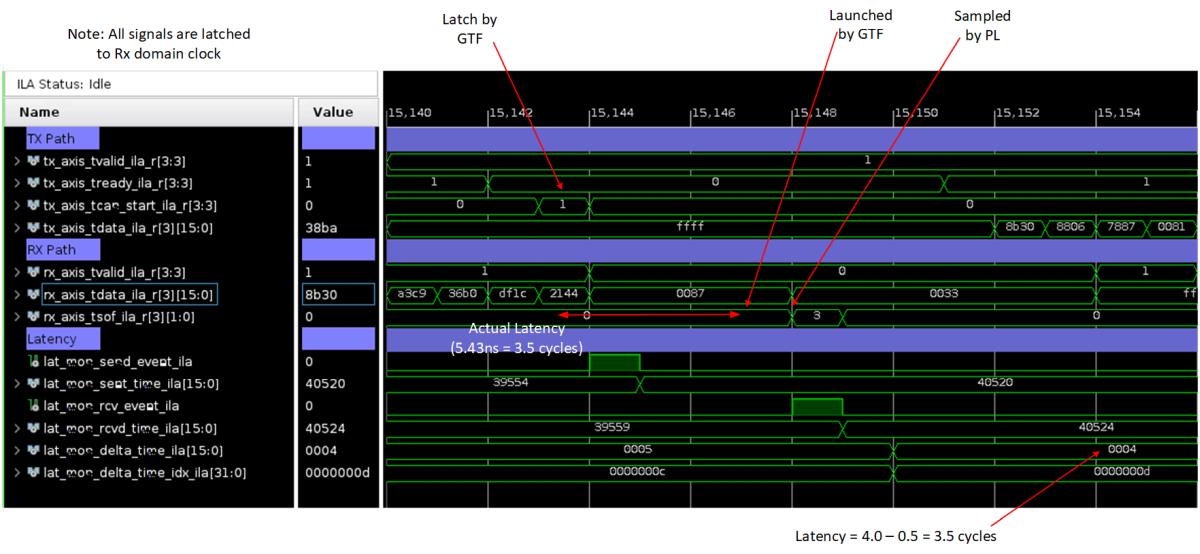 Note: All signals are latched
to Rx domain clock
Latch by
GTF
Launched
by GTF
Sampled
by PL
ILA Status: Idle
Name
Value
15,140
15,142
15,144
15,146
15,148
15,150
15,152
15,154
TX Path
tx_axis_tvalid_ila_r[3:3]
1
1
tx_axis_tready_ila_r[3:3]
1
1
0
1
tx_axis_tcan_start_ila_r[3:3]
0
0
1
0
tx_axis_tdata_ila_r[3][15:0]
38ba
ffff
8b30
8806
7887
0081
RX Path
rx_axis_tvalid_ila_r[3:3]
1
1
0
1
rx_axis_tdata_ila_r[3][15:0]
8b30
a3c9
36b0
df1c
2144
0087
0033
ff
rx_axis_tsof_ila_r[3][1:0]
0
0
3
0
Latency
Actual Latency
(5.43ns = 3.5 cycles)
lat_mon_send_event_ila
0
lat_mon_sent_time_ila[15:0]
40520
39554
40520
lat_mon_rcv_event_ila
0
lat_mon_rcvd_time_ila[15:0]
40524
39559
40524
lat_mon_delta_time_ila[15:0]
0004
0005
0004
lat_mon_delta_time_idx_ila[31:0]
0000000d
0000000c
0000000d
Latency = 4.0 – 0.5 = 3.5 cycles